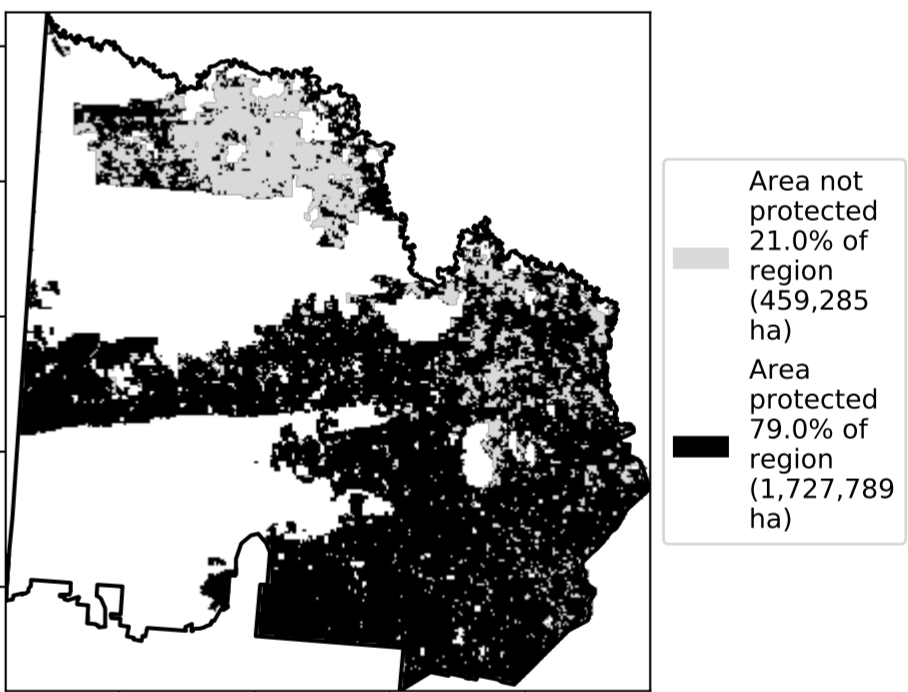 Area not
protected
21.0% of
region
(459,285
ha)
Area
protected
79.0% of
region
(1,727,789
ha)